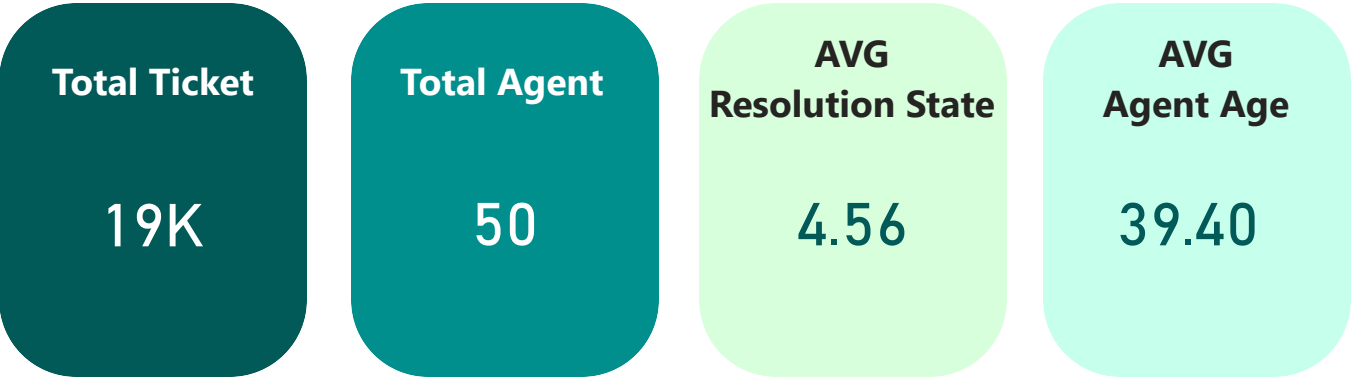 Total Ticket
19K
Total Agent
50
AVG
Resolution State
4.56
AVG
Agent Age
39.40